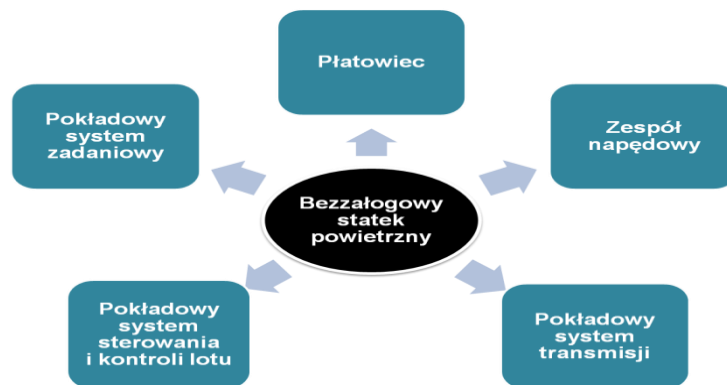 Płatowiec
Pokładowy
system
zadaniowy
Zespół
napędowy
Bezzałogowy
statek
powietrzny
Pokładowy
system
sterowania
i kontroli lotu
Pokładowy
system
transmisji